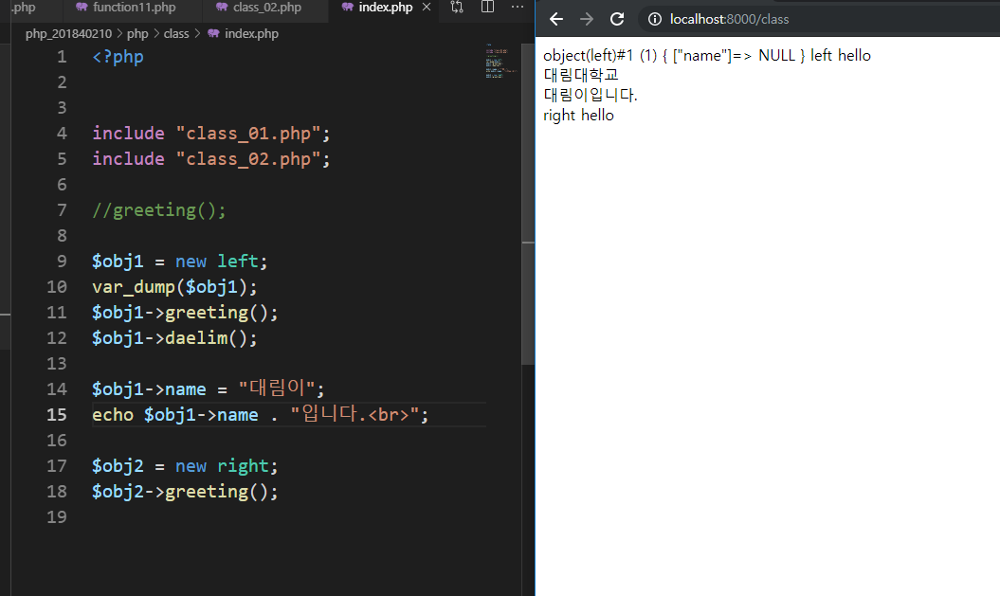 .php function11.php class_02.php index.php
php_201840210 > php > class > index.php
1 <?php
2
3
4 include "class_01.php";
5 include "class_02.php";
6
7 //greeting();
8
9 $obj1 = new left;
10 var_dump($obj1);
11 $obj1->greeting();
12 $obj1->daelim();
13
14 $obj1->name = "대림이";
15 echo $obj1->name . "입니다.<br>";
16
17 $obj2 = new right;
18 $obj2->greeting();
19
localhost:8000/class
object(left)#1 (1) { ["name"]=> NULL } left hello
대림대학교
대림이입니다.
right hello